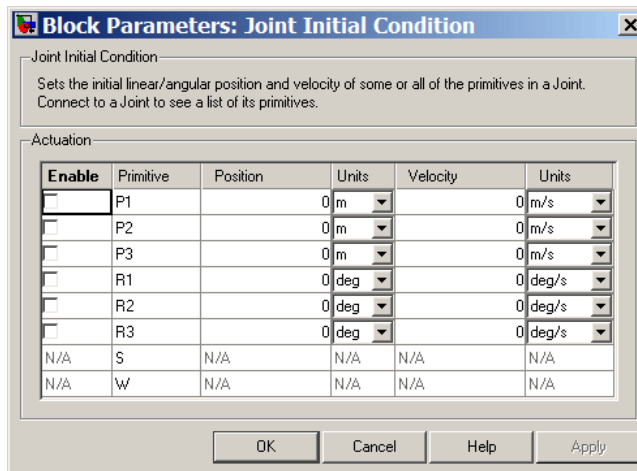 Block Parameters: Joint Initial Condition
Joint Initial Condition
Sets the initial linear/angular position and velocity of some or all of the primitives in a Joint.
Connect to a Joint to see a list of its primitives.
Actuation
Enable Primitive Position Units Velocity Units
P1 0 m 0 m/s
P2 0 m 0 m/s
P3 0 m 0 m/s
R1 0 deg 0 deg/s
R2 0 deg 0 deg/s
R3 0 deg 0 deg/s
N/A S N/A N/A N/A N/A
N/A W N/A N/A N/A N/A
OK Cancel Help Apply